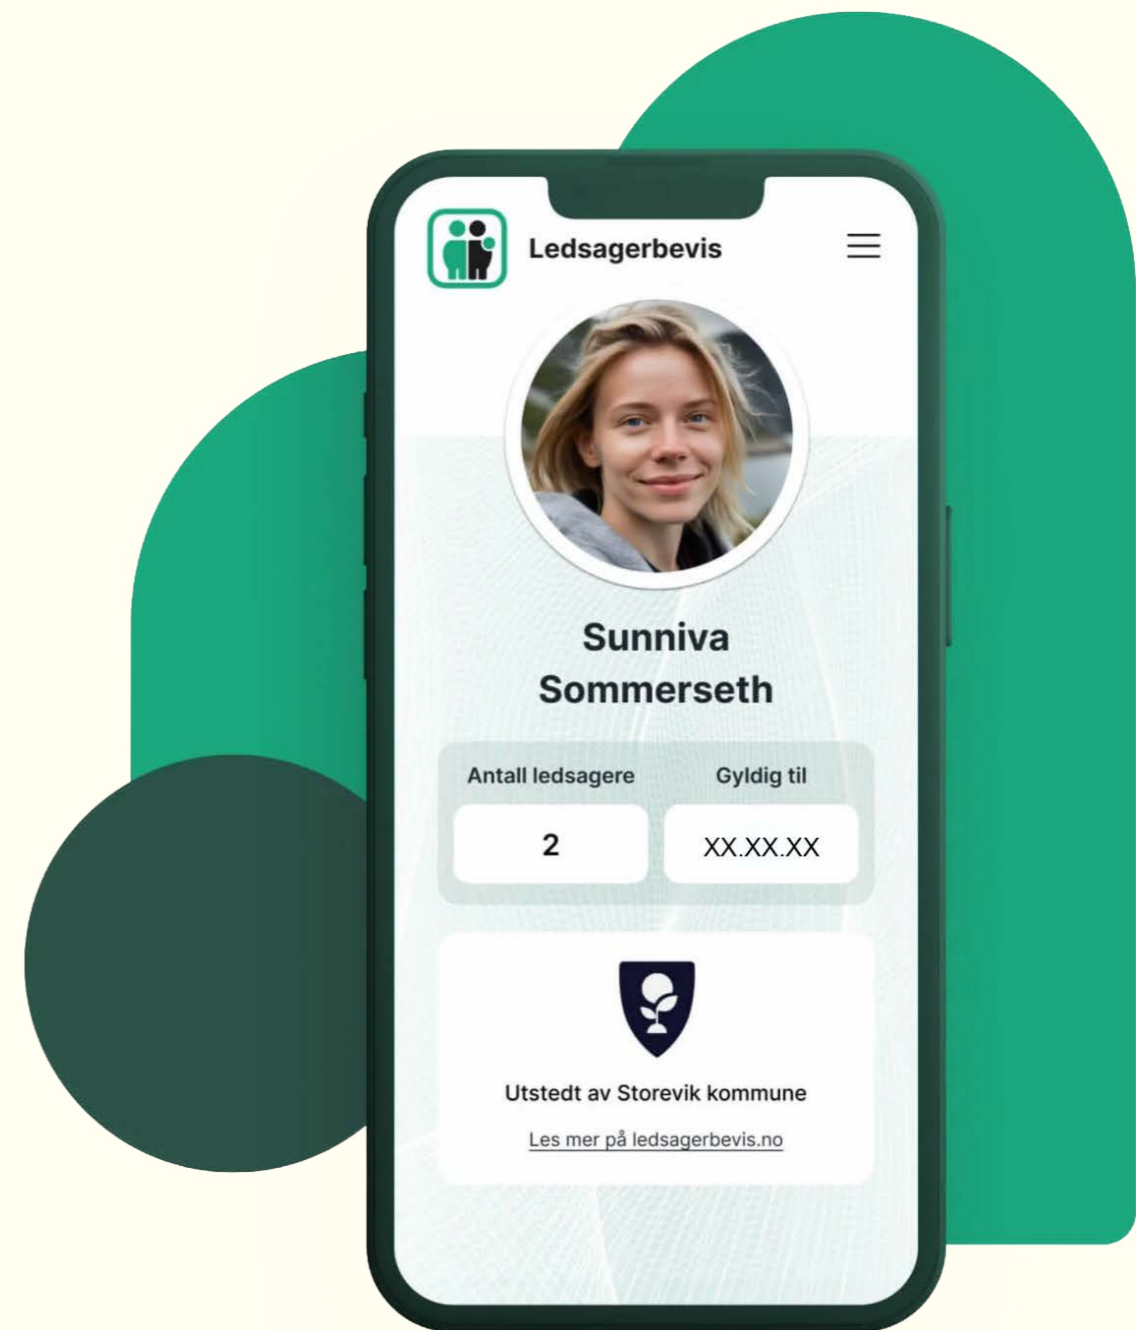 Ledsagerbevis
Sunniva
Sommerseth
Antall ledsagere
Gyldig til
2
XX.XX.XX
Utstedt av Storevik kommune
Les mer på ledsagerbevis.no